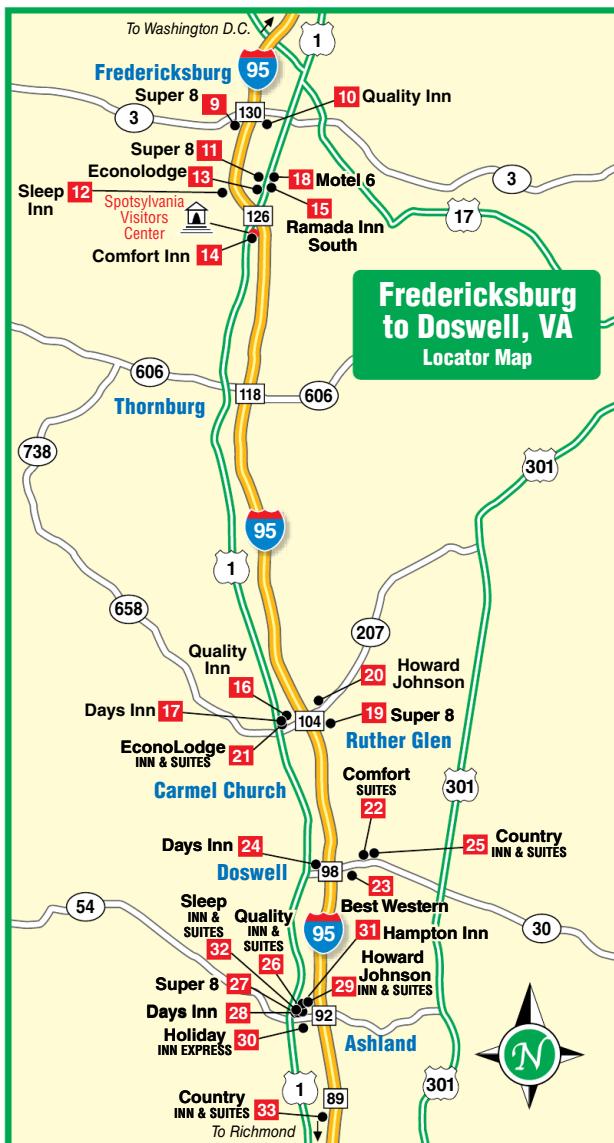 To Washington D.C.
1
Fredericksburg
95
Super 8 9
130
10 Quality Inn
3
Super 8 11
Econolodge 13
18 Motel 6
3
Sleep Inn 12
Spotsylvania
Visitors
Center
126
15
Ramada Inn
South
17
Comfort Inn 14
Fredericksburg
to Doswell, VA
Locator Map
606
118
606
Thornburg
738
301
95
1
658
207
Quality
Inn
16
20 Howard
Johnson
Days Inn 17
104
19 Super 8
EconoLodge
INN & SUITES
21
Ruther Glen
Carmel Church
301
Comfort
SUITES
22
Days Inn 24
25 Country
INN & SUITES
Doswell
98
23
Best Western
54
30
Sleep
INN &
SUITES
32
Quality
INN &
SUITES
26
95
31 Hampton Inn
Howard
Johnson
INN & SUITES
29
Super 8 27
Days Inn 28
92
Holiday
INN EXPRESS
30
Ashland
N
1
301
89
Country
INN & SUITES 33
To Richmond